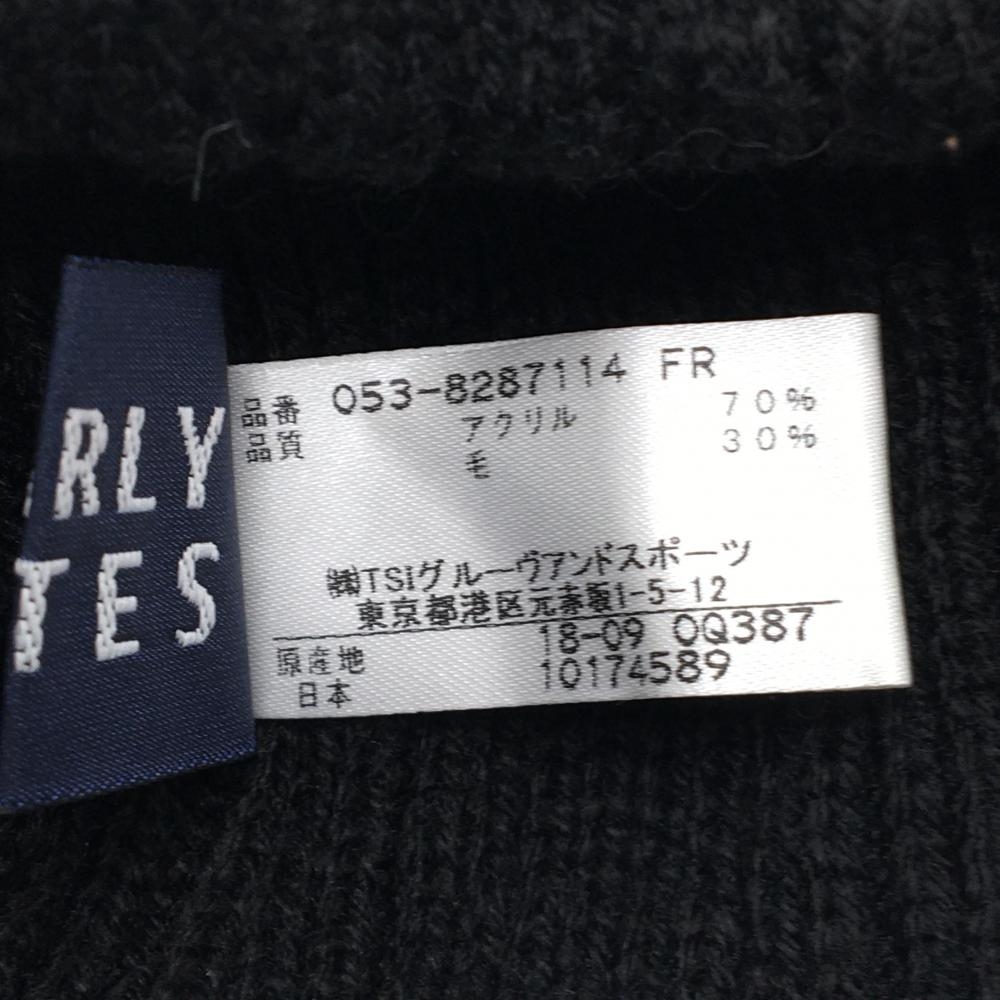 RLY
TES
品番 053-8287114 FR
品質 アクリル 70%
毛 30%
㈱TSIグルーヴアンドスポーツ
東京都港区元赤坂1-5-12
18-09 0Q387
原産地 10174589
日本